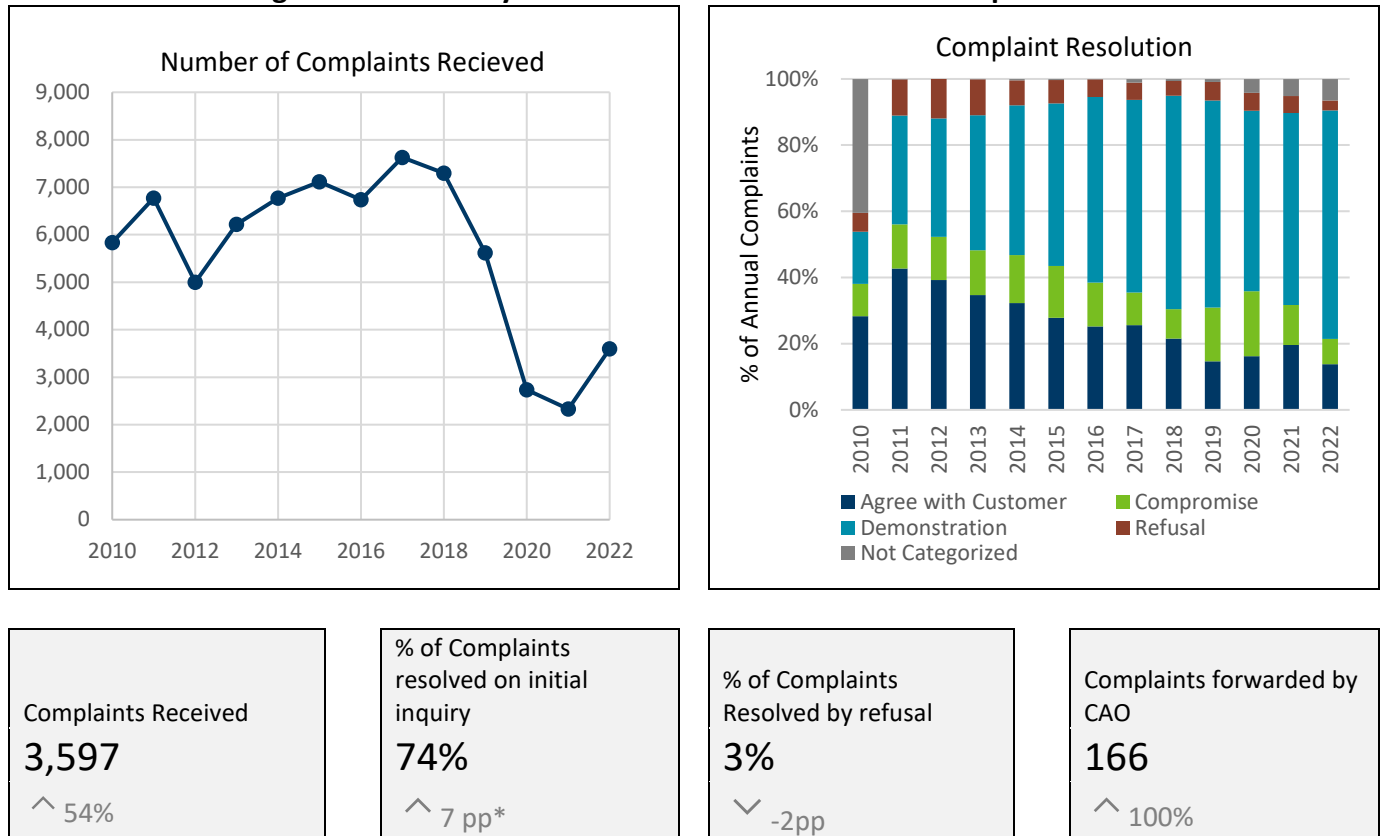 Number of Complaints Recieved
9,000
8,000
7,000
6,000
5,000
4,000
3,000
2,000
1,000
0
2010 2012 2014 2016 2018 2020 2022
Complaint Resolution
% of Annual Complaints
100%
80%
60%
40%
20%
0%
2010 2011 2012 2013 2014 2015 2016 2017 2018 2019 2020 2021 2022
Agree with Customer Compromise
Demonstration Refusal
Not Categorized
Complaints Received
3,597
54%
% of Complaints
resolved on initial
inquiry
74%
7 pp*
% of Complaints
Resolved by refusal
3%
-2pp
Complaints forwarded by
CAO
166
100%